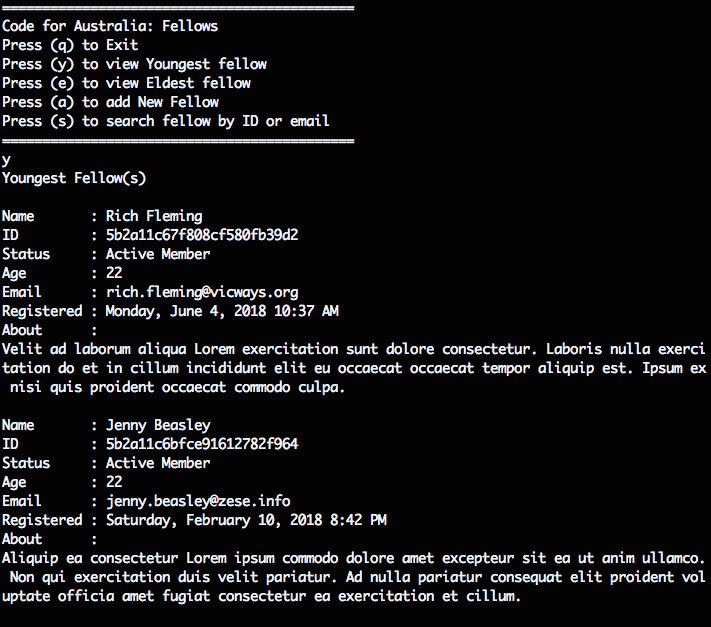 ============================================
Code for Australia: Fellows
Press (q) to Exit
Press (y) to view Youngest fellow
Press (e) to view Eldest fellow
Press (a) to add New Fellow
Press (s) to search fellow by ID or email
============================================
y
Youngest Fellow(s)

Name       : Rich Fleming
ID         : 5b2a11c67f808cf580fb39d2
Status     : Active Member
Age        : 22
Email      : rich.fleming@vicways.org
Registered : Monday, June 4, 2018 10:37 AM
About      :
Velit ad laborum aliqua Lorem exercitation sunt dolore consectetur. Laboris nulla exerci
tation do et in cillum incididunt elit eu occaecat occaecat tempor aliquip est. Ipsum ex
 nisi quis proident occaecat commodo culpa.

Name       : Jenny Beasley
ID         : 5b2a11c6bfce91612782f964
Status     : Active Member
Age        : 22
Email      : jenny.beasley@zese.info
Registered : Saturday, February 10, 2018 8:42 PM
About      :
Aliquip ea consectetur Lorem ipsum commodo dolore amet excepteur sit ea ut anim ullamco.
 Non qui exercitation duis velit pariatur. Ad nulla pariatur consequat elit proident vol
uptate officia amet fugiat consectetur ea exercitation et cillum.